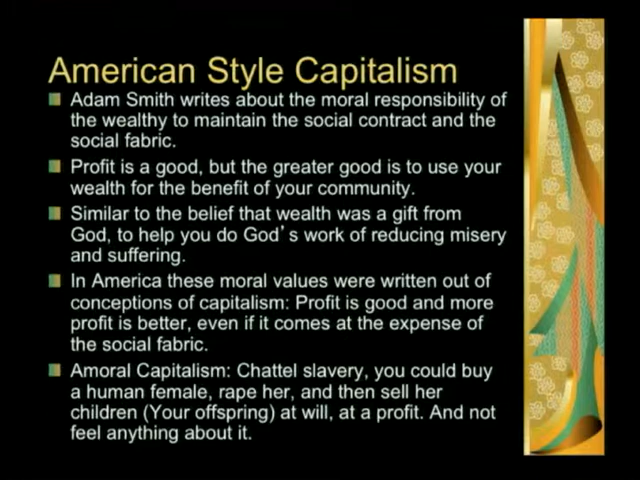 American Style Capitalism
Adam Smith writes about the moral responsibility of
the wealthy to maintain the social contract and the
social fabric.
Profit is a good, but the greater good is to use your
wealth for the benefit of your community.
Similar to the belief that wealth was a gift from
God, to help you do God’s work of reducing misery
and suffering.
In America these moral values were written out of
conceptions of capitalism: Profit is good and more
profit is better, even if it comes at the expense of
the social fabric.
Amoral Capitalism: Chattel slavery, you could buy
a human female, rape her, and then sell her
children (Your offspring) at will, at a profit. And not
feel anything about it.